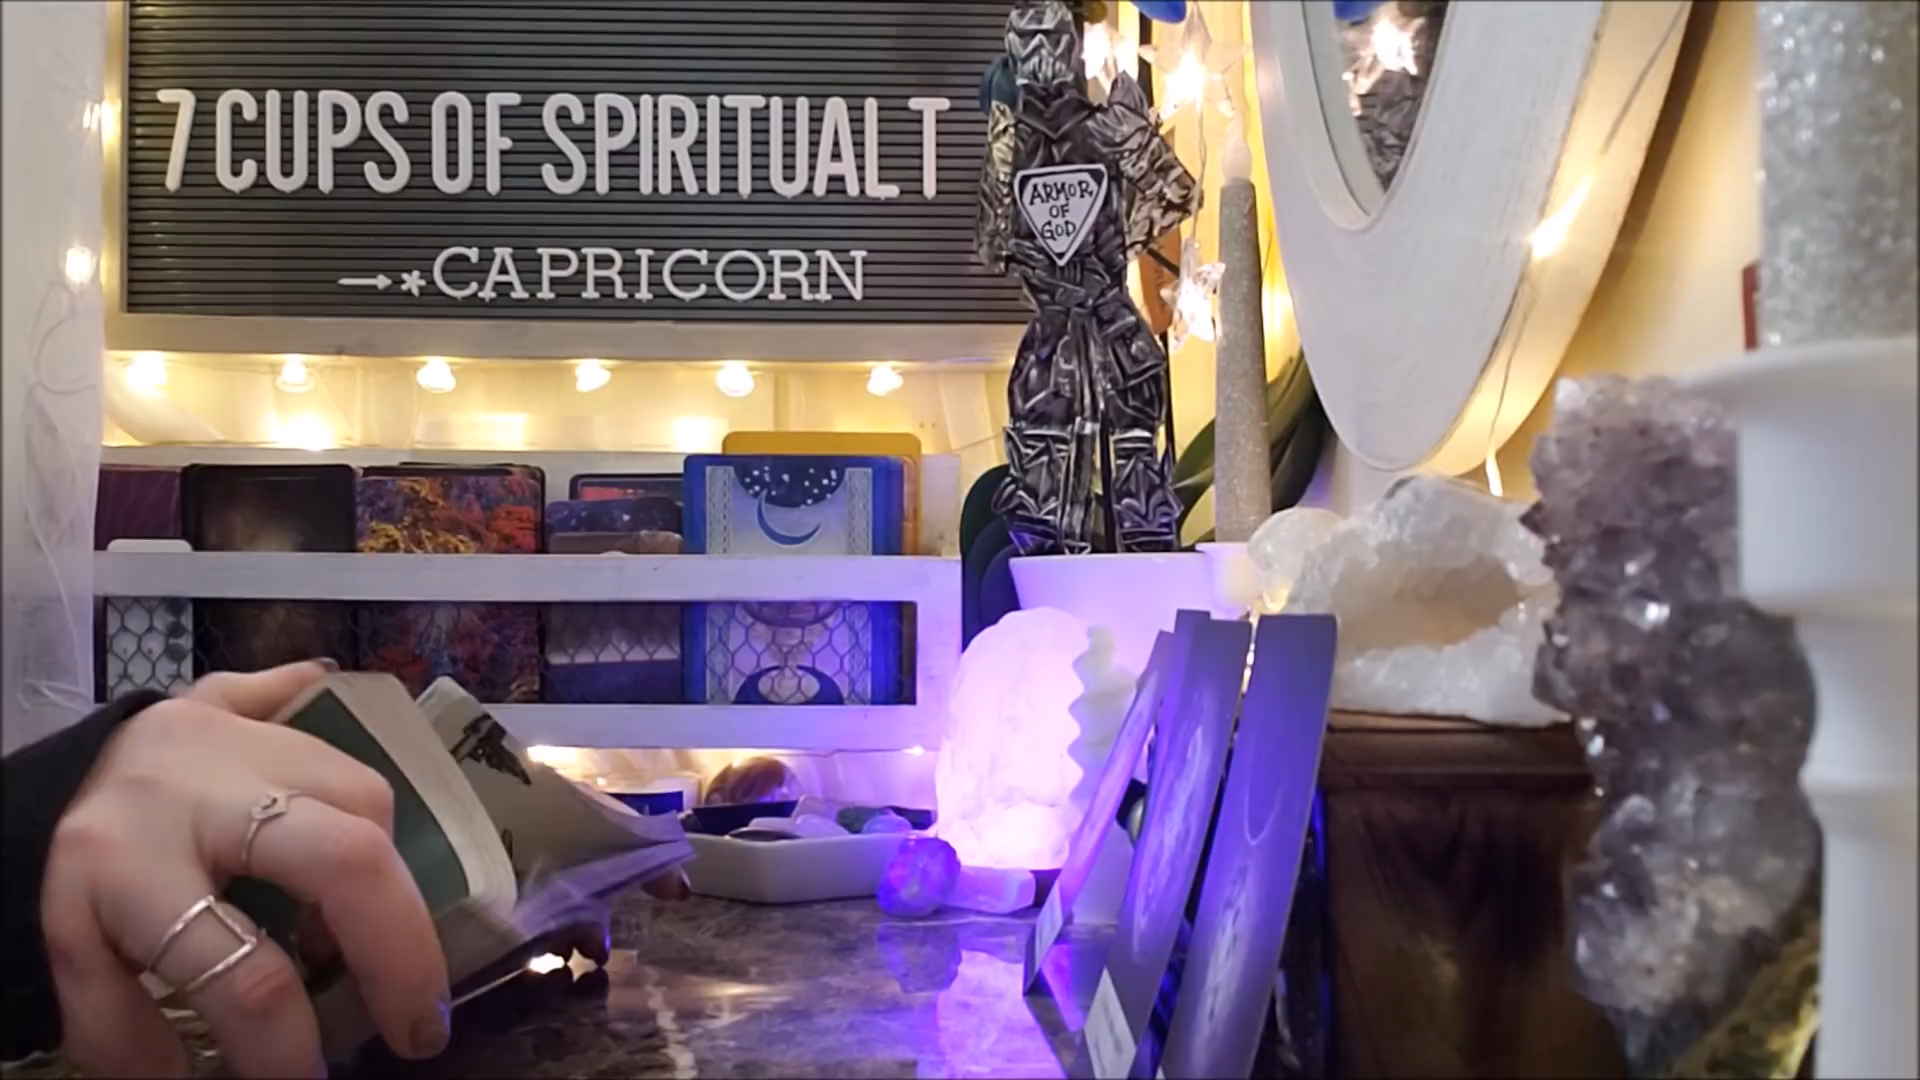 7 CUPS OF SPIRITUAL T
→*CAPRICORN
ARMOR
OF
GOD